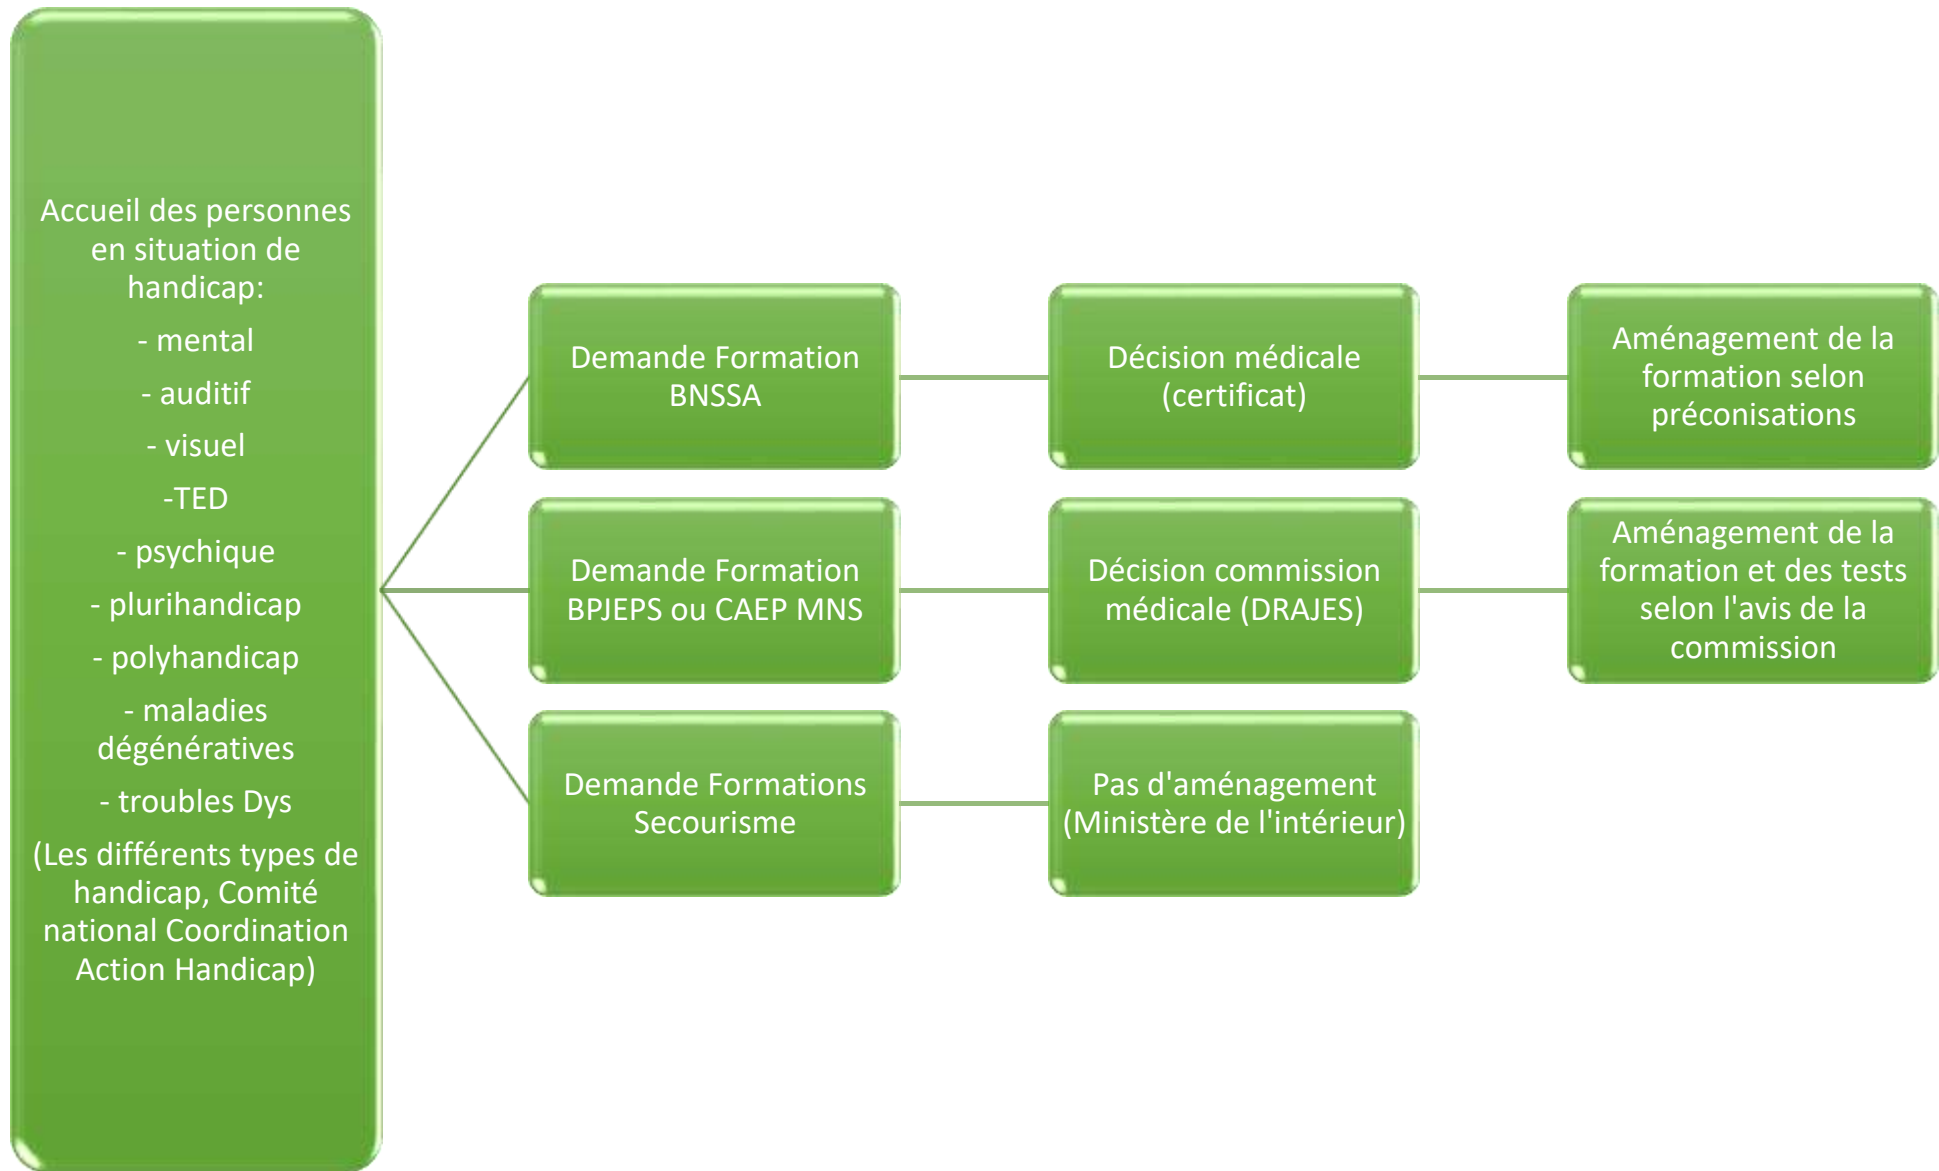 Accueil des personnes
en situation de
handicap:
- mental
- auditif
- visuel
-TED
- psychique
- plurihandicap
- polyhandicap
- maladies
dégénératives
- troubles Dys
(Les différents types de
handicap, Comité
national Coordination
Action Handicap)
Demande Formation
BNSSA
Décision médicale
(certificat)
Aménagement de la
formation selon
préconisations
Demande Formation
BPJEPS ou CAEP MNS
Décision commission
médicale (DRAJES)
Aménagement de la
formation et des tests
selon l'avis de la
commission
Demande Formations
Secourisme
Pas d'aménagement
(Ministère de l'intérieur)